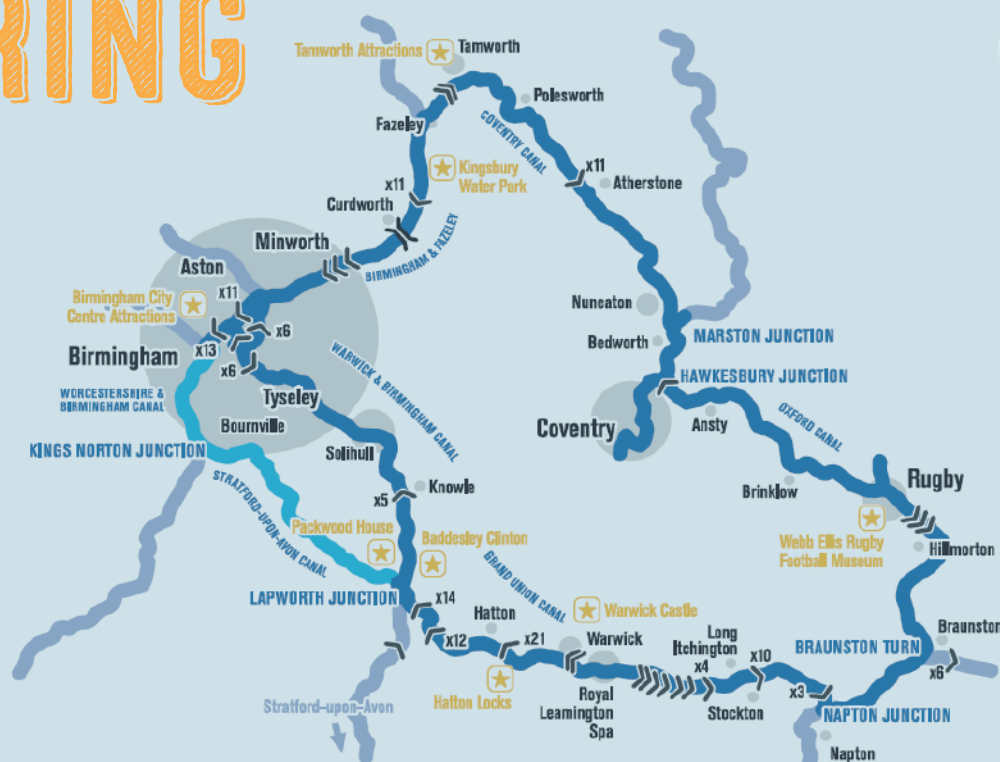 RING
Tamworth Attractions
Tamworth
Polesworth
Fazeley
COVENTRY CANAL
Kingsbury
Water Park
x11
x11
Atherstone
Curdworth
Minworth
BIRMINGHAM & FAZELEY
Aston
x11
Birmingham City
Centre Attractions
x6
Nuneaton
x13
Birmingham
x6
Bedworth
MARSTON JUNCTION
WARWICK & BIRMINGHAM CANAL
HAWKESBURY JUNCTION
WORCESTERSHIRE &
BIRMINGHAM CANAL
Tyseley
Bournville
Coventry
Ansty
OXFORD CANAL
KINGS NORTON JUNCTION
Solihull
Knowle
x5
Brinklow
Rugby
STRATFORD-UPON-AVON CANAL
Packwood House
Baddesley Clinton
Webb Ellis Rugby
Football Museum
Hillmorton
GRAND UNION CANAL
LAPWORTH JUNCTION
x14
Hatton
Warwick Castle
x12
x21
Warwick
Long
Itchington
x4
x10
BRAUNSTON TURN
Braunston
x6
Hatton Locks
Royal
Leamington
Spa
Stockton
x3
NAPTON JUNCTION
Stratford-upon-Avon
Napton